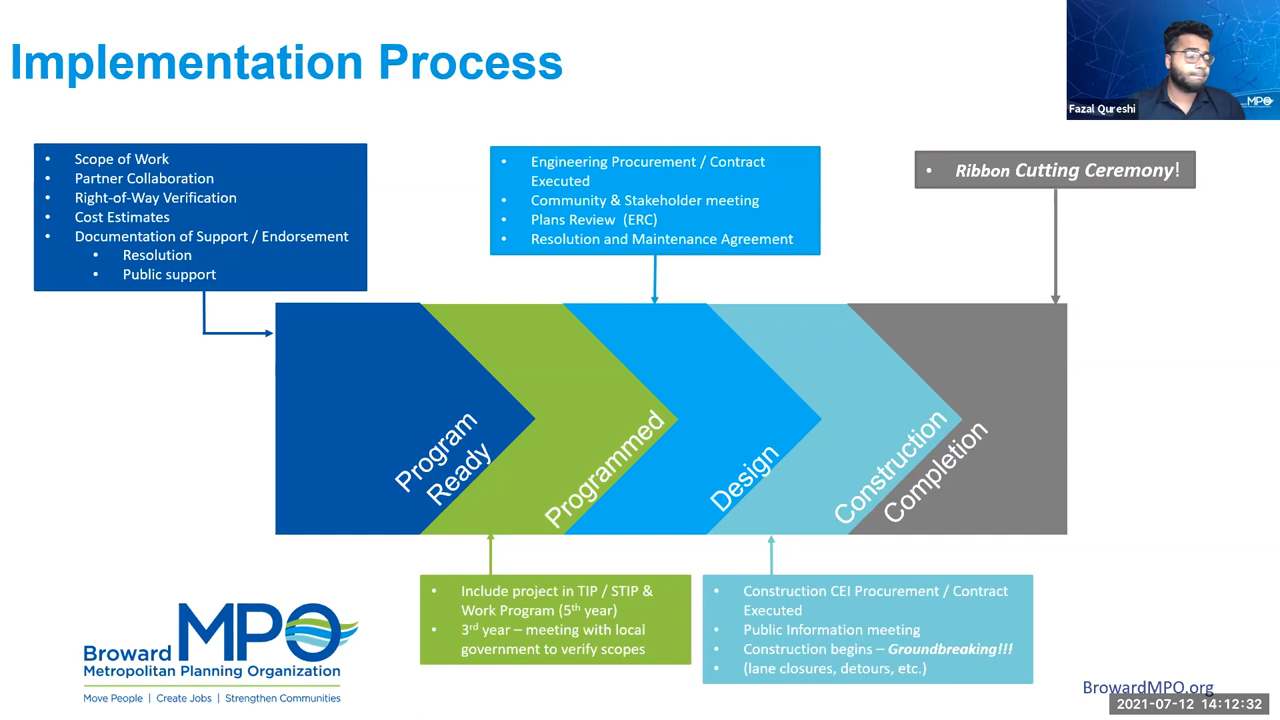 Implementation Process
Fazal Qureshi
MPO
• Scope of Work
• Partner Collaboration
• Right-of-Way Verification
• Cost Estimates
• Documentation of Support / Endorsement
• Resolution
• Public support
• Engineering Procurement / Contract
Executed
• Community & Stakeholder meeting
• Plans Review (ERC)
• Resolution and Maintenance Agreement
• Ribbon Cutting Ceremony!
Program
Ready
Programmed
Design
Construction
Completion
• Include project in TIP / STIP &
Work Program (5th year)
• 3rd year – meeting with local
government to verify scopes
• Construction CEI Procurement / Contract
Executed
• Public Information meeting
• Construction begins – Groundbreaking!!!
• (lane closures, detours, etc.)
Broward MPO
Metropolitan Planning Organization
Move People | Create Jobs | Strengthen Communities
BrowardMPO.org
2021-07-12 14:12:32